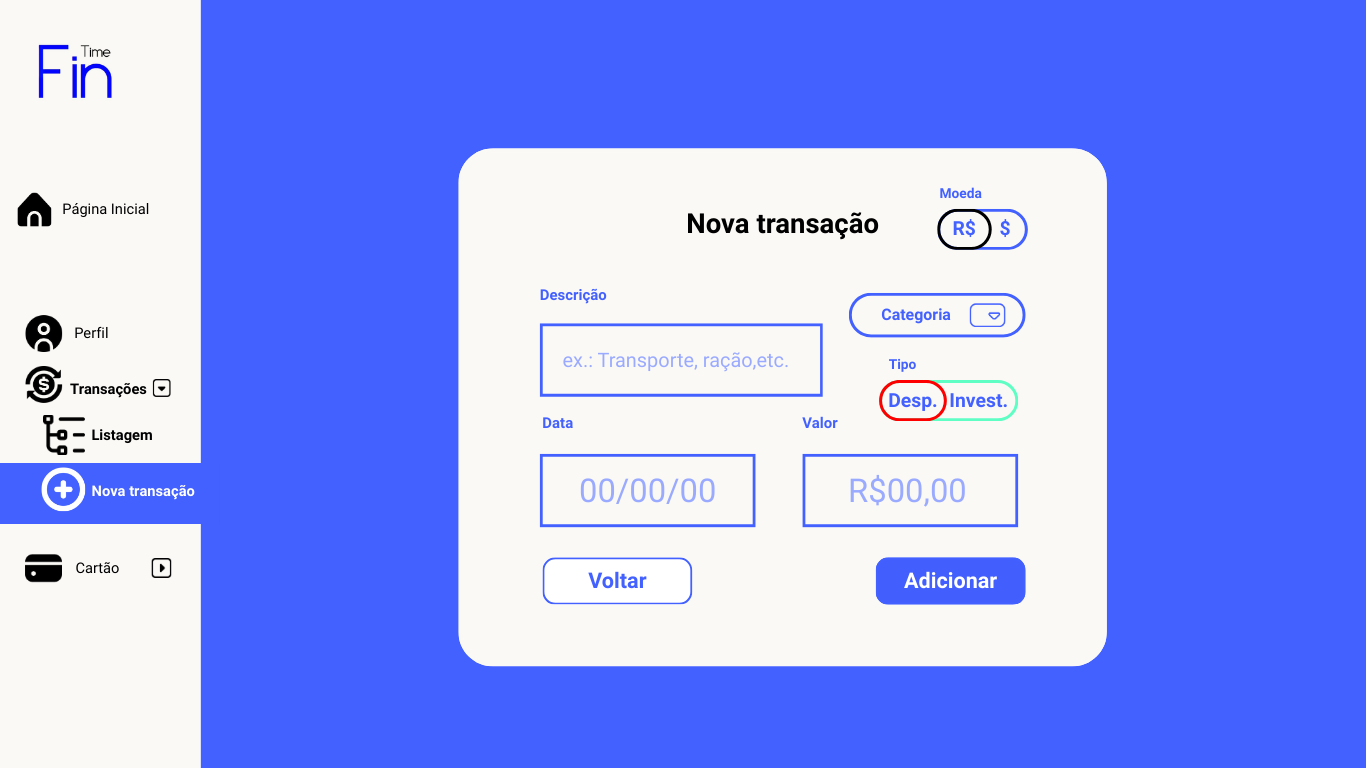 Time
Fin
Página Inicial
Perfil
Transações
Listagem
Nova transação
Cartão
Moeda
Nova transação
R$ $
Descrição
Categoria
ex.: Transporte, ração,etc.
Tipo
Desp. Invest.
Data
Valor
00/00/00
R$00,00
Voltar
Adicionar